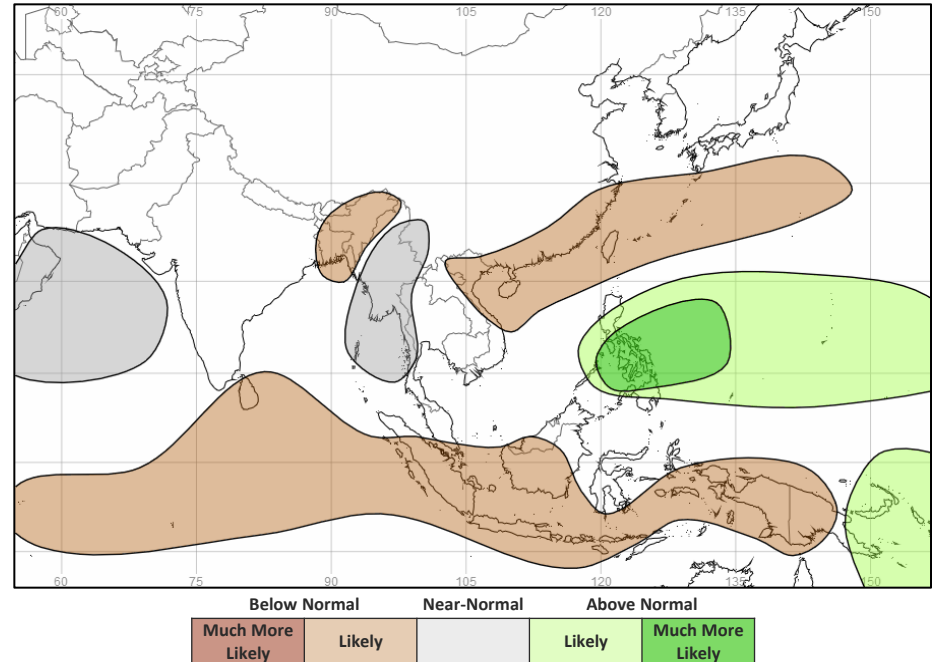 60 75 90 105 120 135 150
60 75 90 105 120 135 150
Below Normal Near-Normal Above Normal
Much More Likely Likely Much More
Likely Likely